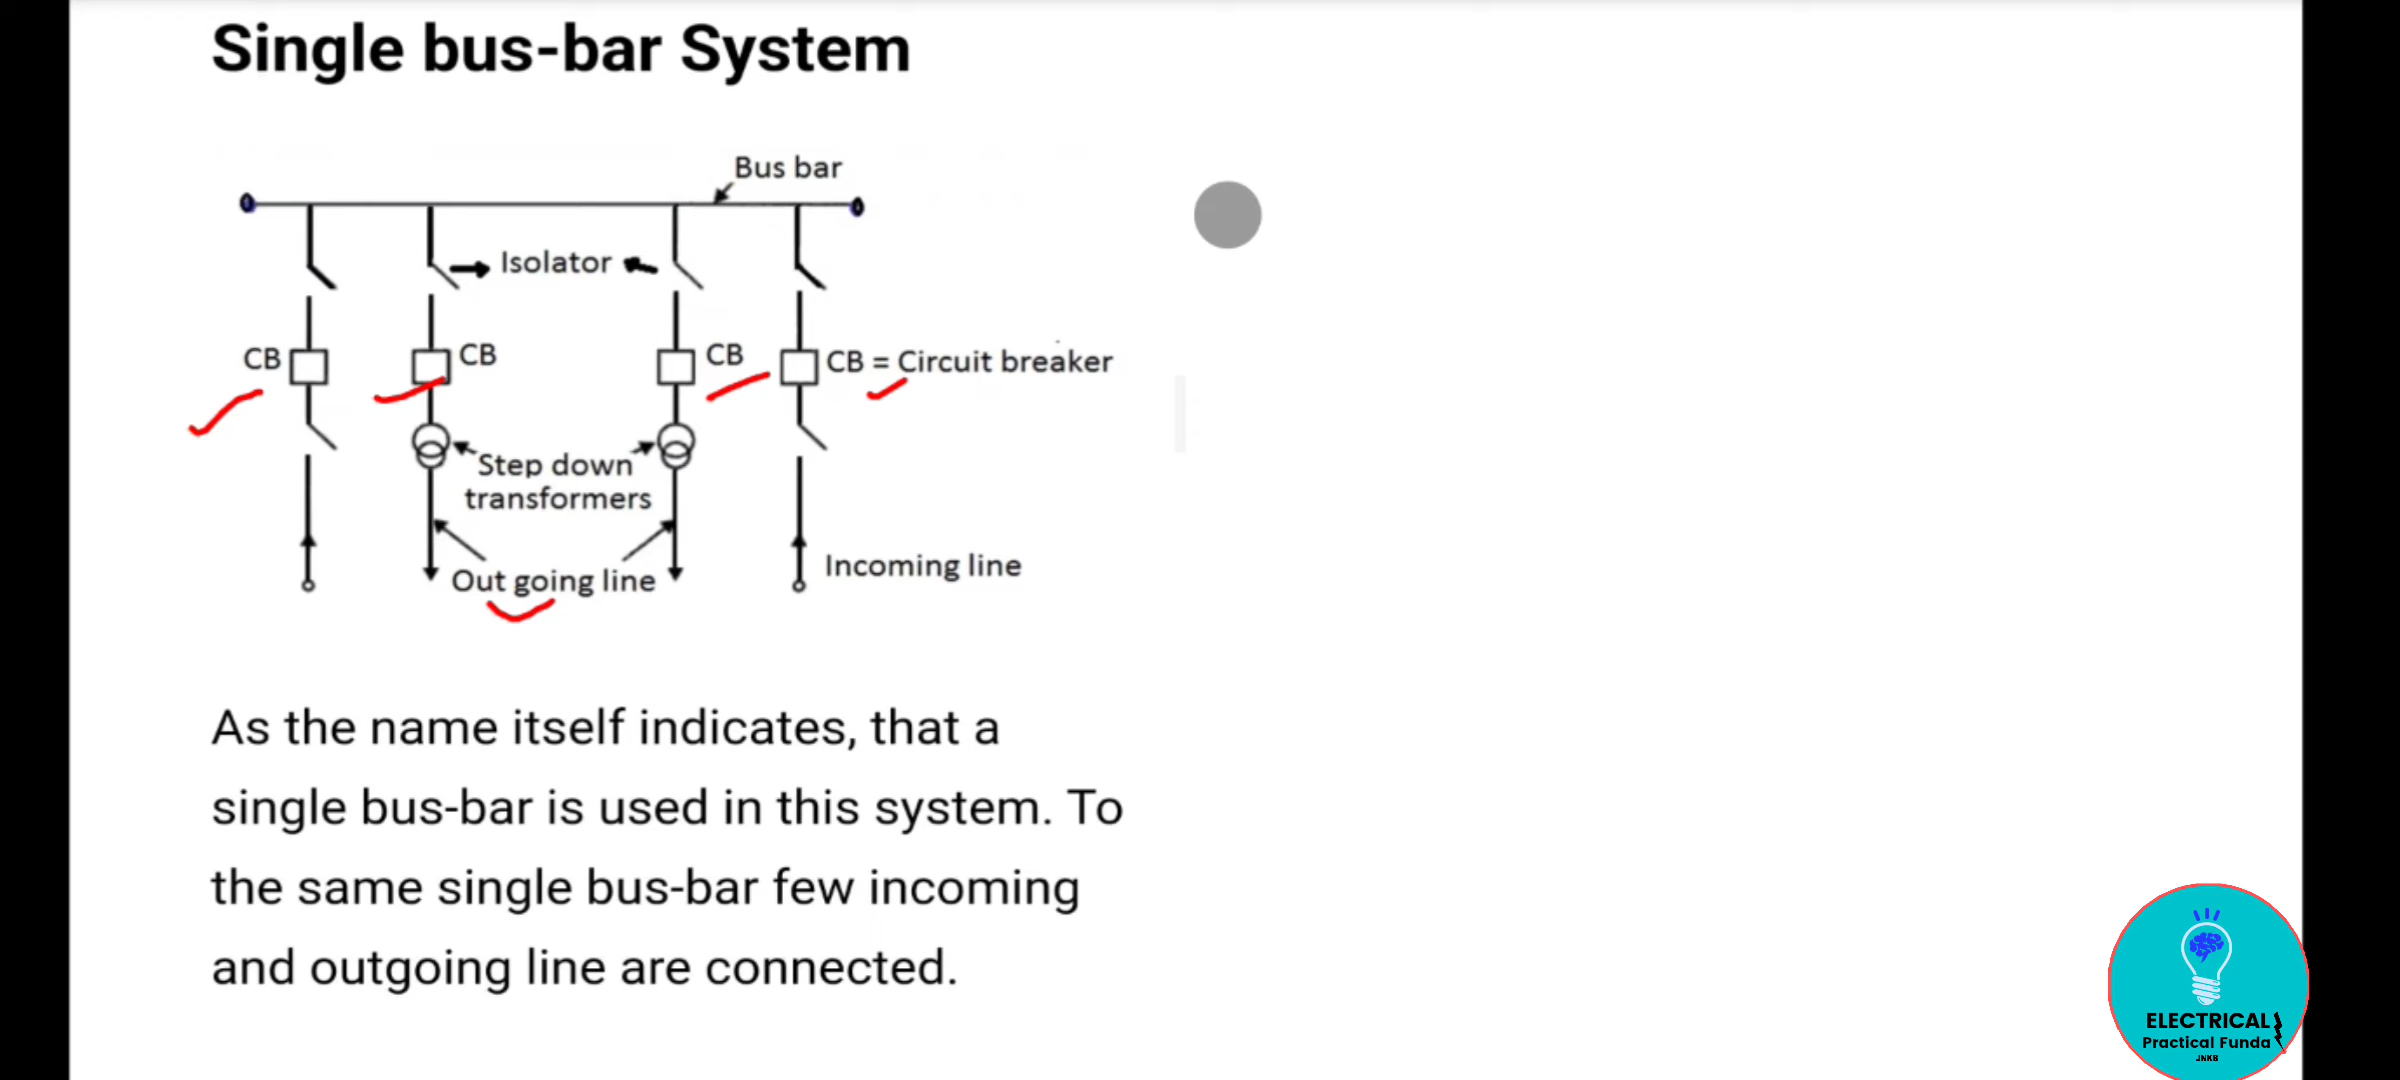 Single bus-bar System
Bus bar
Isolator
CB
CB
CB
CB = Circuit breaker
Step down
transformers
Out going line
Incoming line
As the name itself indicates, that a
single bus-bar is used in this system. To
the same single bus-bar few incoming
and outgoing line are connected.
ELECTRICAL
Practical Funda
JNKB